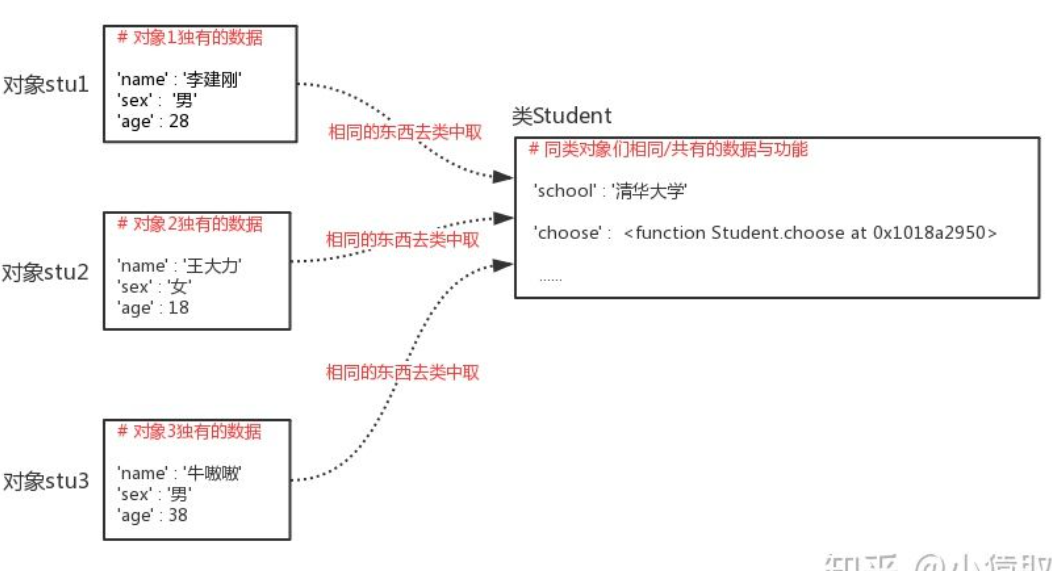 对象stu1
# 对象1独有的数据
'name' : '李建刚'
'sex' : '男'
'age' : 28
相同的东西去类中取
类Student
# 同类对象们相同/共有的数据与功能
'school' : '清华大学'
'choose' : <function Student.choose at 0x1018a2950>
......
对象stu2
# 对象2独有的数据
'name' : '王大力'
'sex' : '女'
'age' : 18
相同的东西去类中取
相同的东西去类中取
对象stu3
# 对象3独有的数据
'name' : '牛嗷嗷'
'sex' : '男'
'age' : 38
知乎 @小猿取